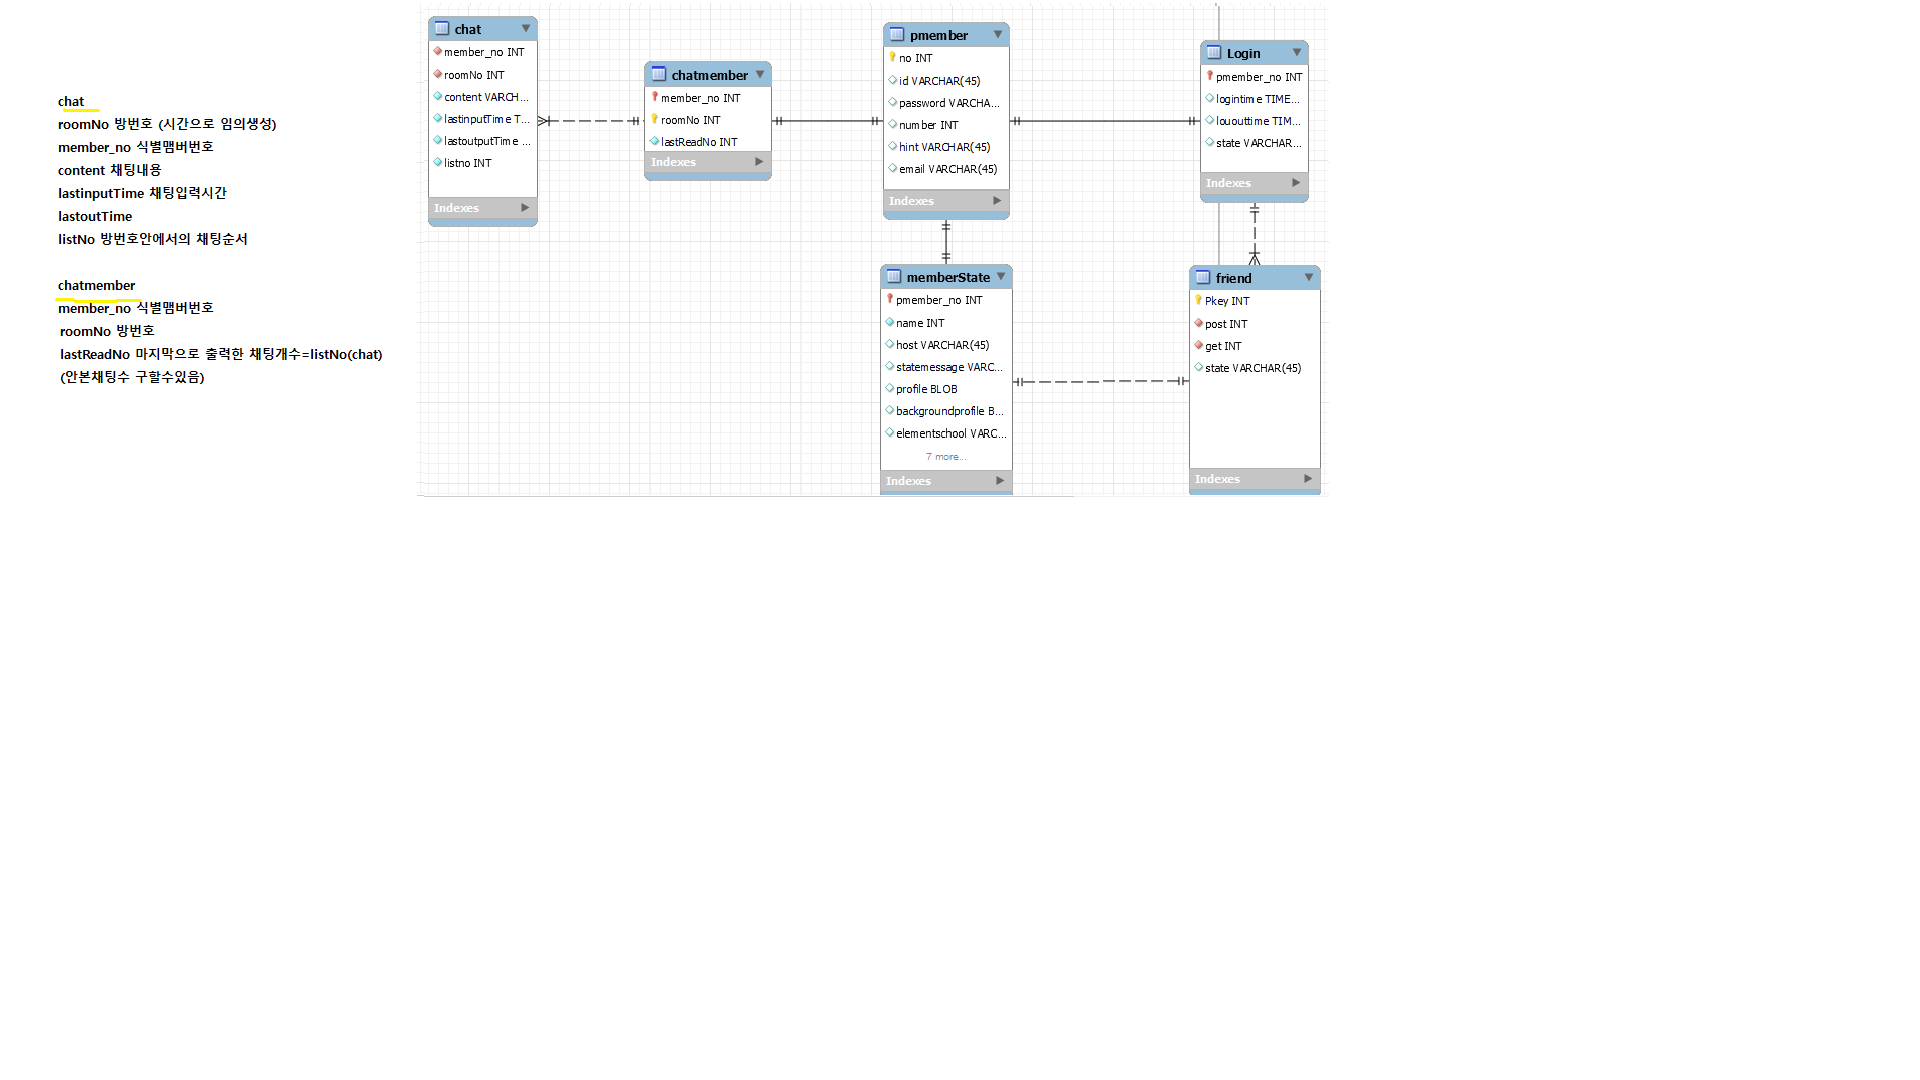 chat
roomNo 방번호 (시간으로 임의생성)
member_no 식별맴버번호
content 채팅내용
lastinputTime 채팅입력시간
lastoutTime
listNo 방번호안에서의 채팅순서
chatmember
member_no 식별맴버번호
roomNo 방번호
lastReadNo 마지막으로 출력한 채팅개수=listNo(chat)
(안본채팅수 구할수있음)
chat
member_no INT
roomNo INT
content VARCH...
lastinputTime T...
lastoutputTime ...
listno INT
Indexes
chatmember
member_no INT
roomNo INT
lastReadNo INT
Indexes
pmember
no INT
id VARCHAR(45)
password VARCHA...
number INT
hint VARCHAR(45)
email VARCHAR(45)
Indexes
Login
pmember_no INT
logintime TIME...
lououttime TIM...
state VARCHAR...
Indexes
memberState
pmember_no INT
name INT
host VARCHAR(45)
statemessage VARC...
profile BLOB
backgroundprofile B...
elementschool VARC...
7 more...
Indexes
friend
Pkey INT
post INT
get INT
state VARCHAR(45)
Indexes